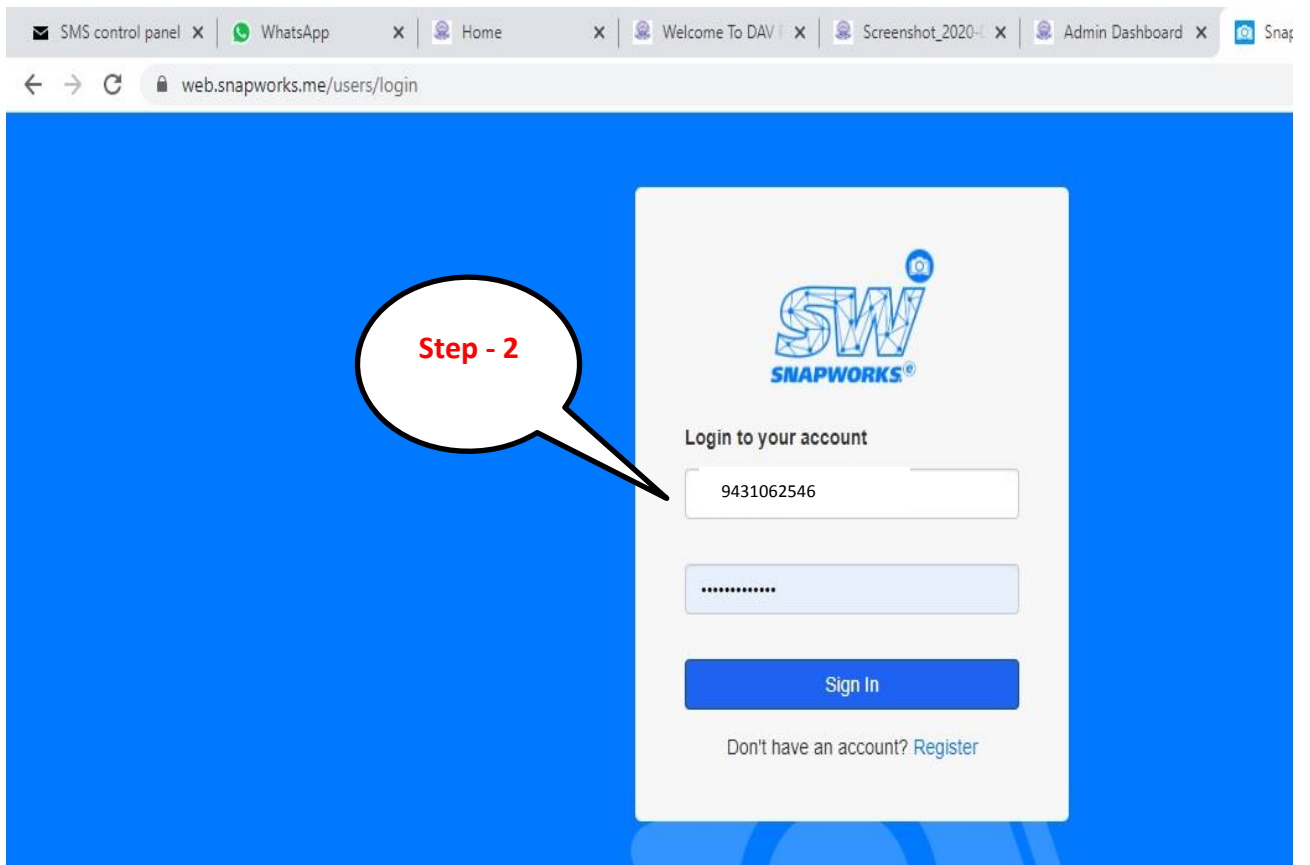 SMS control panel
WhatsApp
Home
Welcome To DAV
Screenshot_2020-
Admin Dashboard
Snap
web.snapworks.me/users/login
SW
SNAPWORKS
Step - 2
Login to your account
9431062546
•••••••••••••
Sign In
Don't have an account? Register